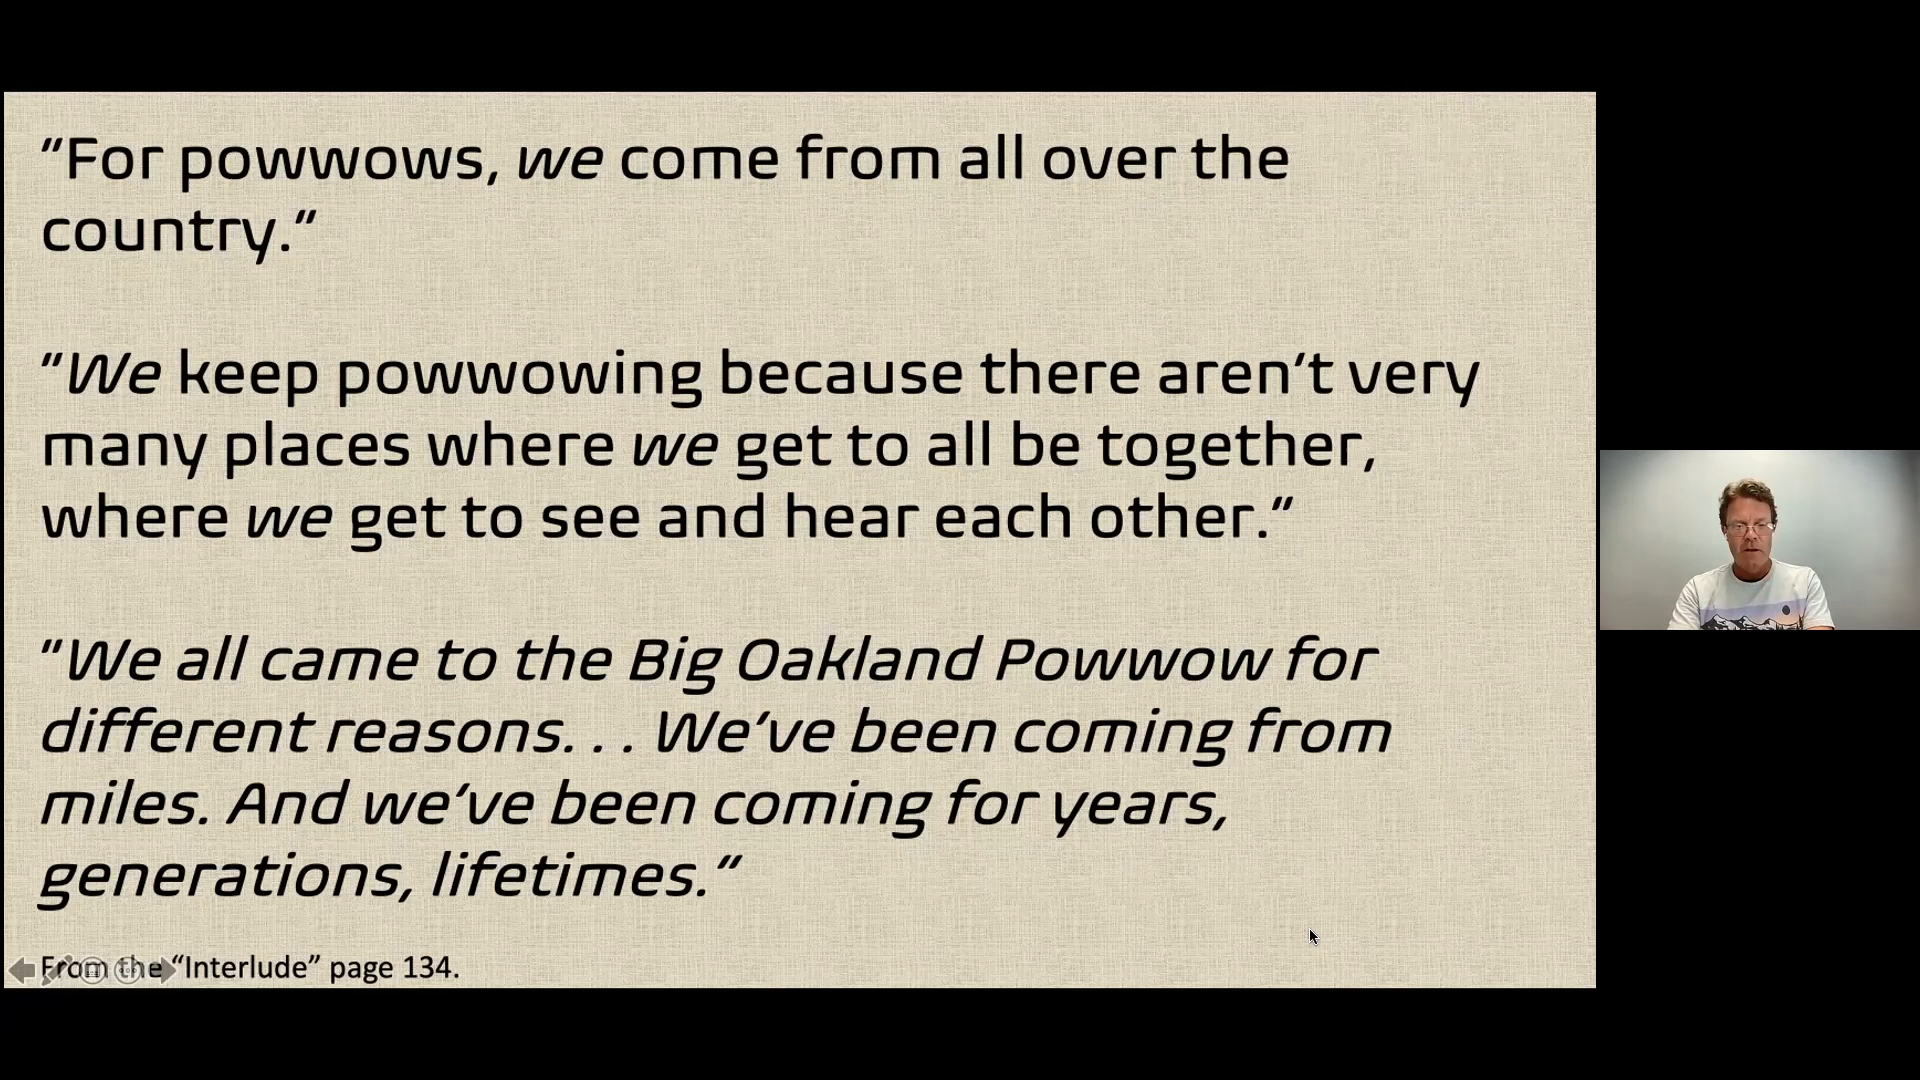 “For powwows, we come from all over the
country.”
“We keep powwowing because there aren’t very
many places where we get to all be together,
where we get to see and hear each other.”
“We all came to the Big Oakland Powwow for
different reasons. . . We’ve been coming from
miles. And we’ve been coming for years,
generations, lifetimes.”
From the “Interlude” page 134.